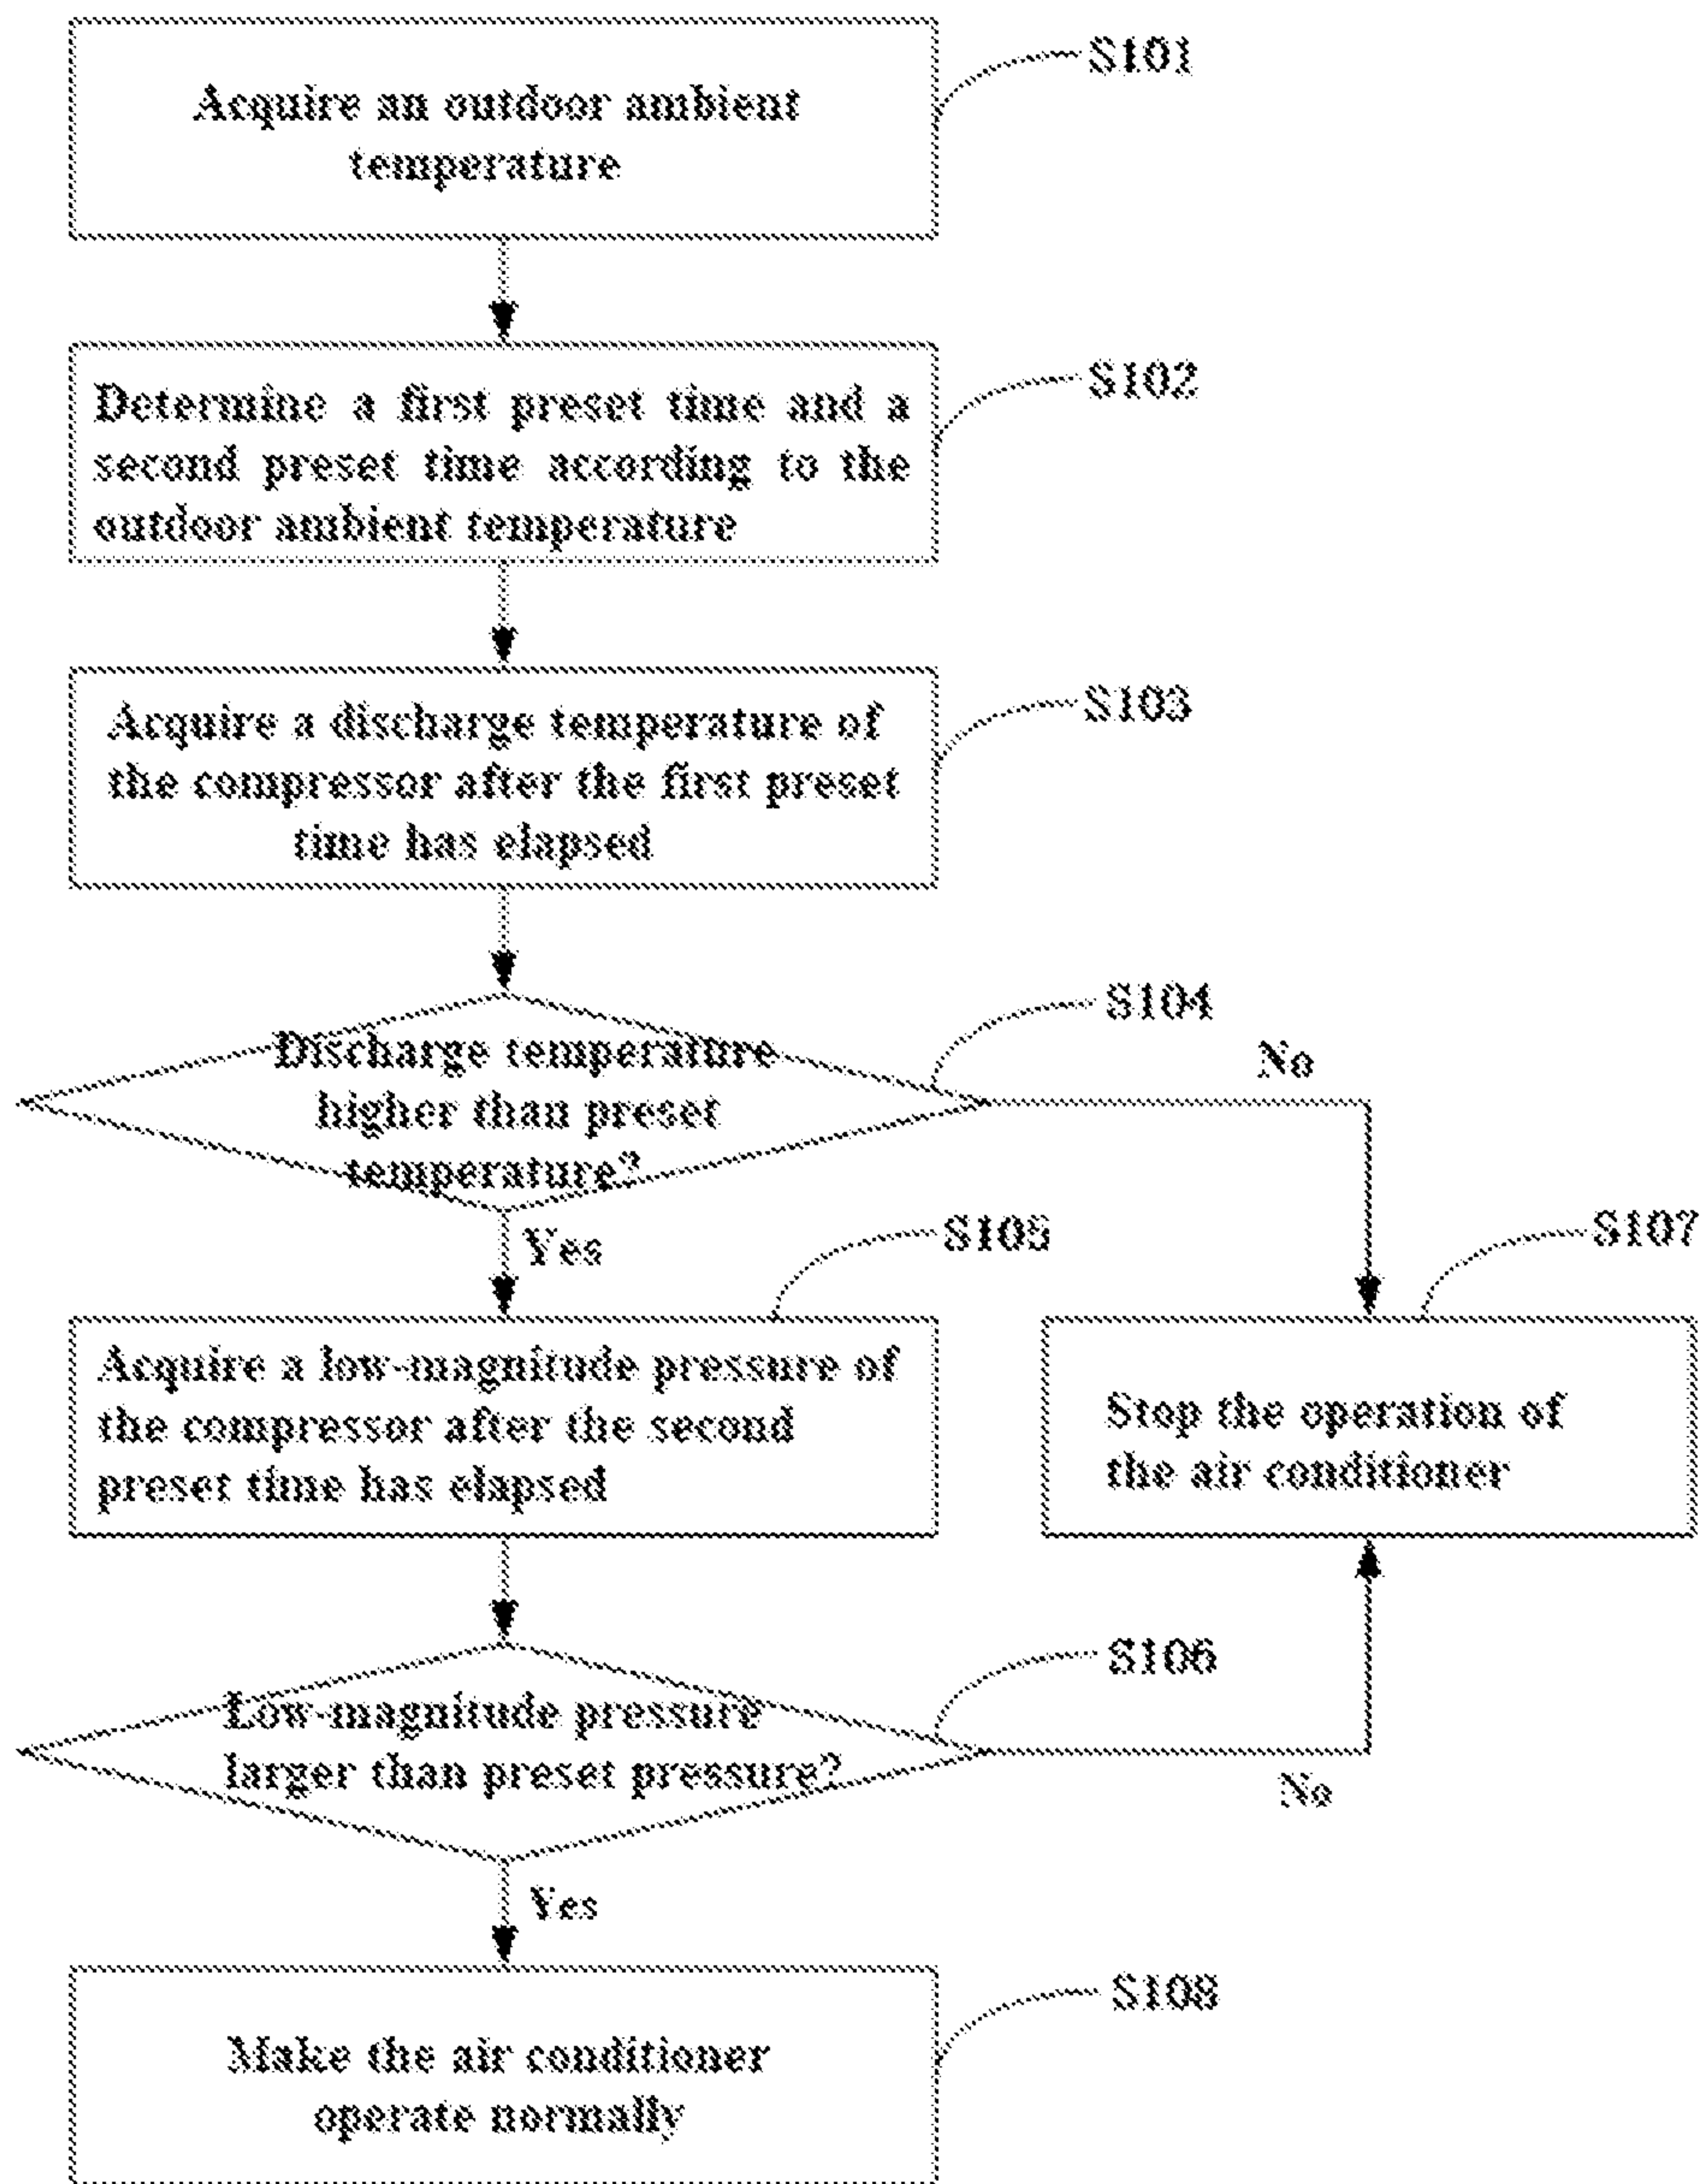 S101
Acquire an outdoor ambient
temperature
S102
Determine a first preset time and a
second preset time according to the
outdoor ambient temperature
S103
Acquire a discharge temperature of
the compressor after the first preset
time has elapsed
S104
Discharge temperature
higher than preset
temperature?
No
Yes
S105
S107
Acquire a low-magnitude pressure of
the compressor after the second
preset time has elapsed
Stop the operation of
the air conditioner
S106
Low-magnitude pressure
larger than preset pressure?
No
Yes
S108
Make the air conditioner
operate normally